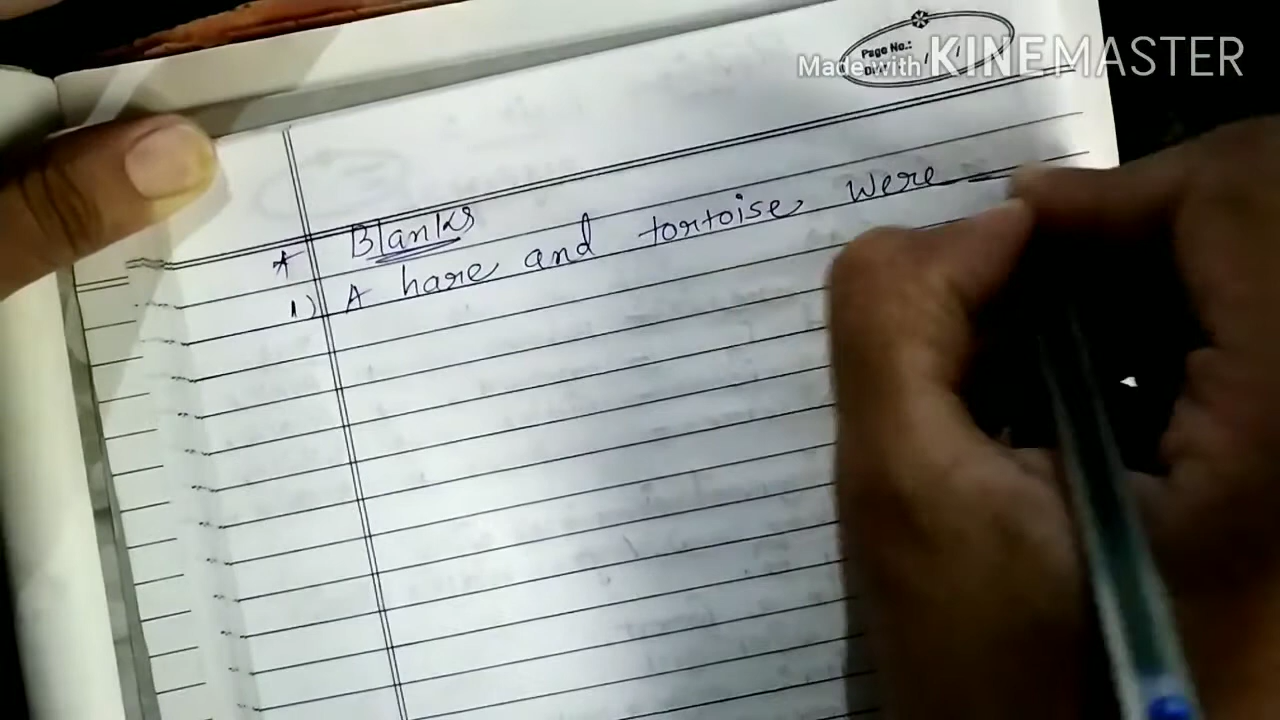 Page No.:
Made with KINEMASTER
* Blanks
1) A hare and tortoise were